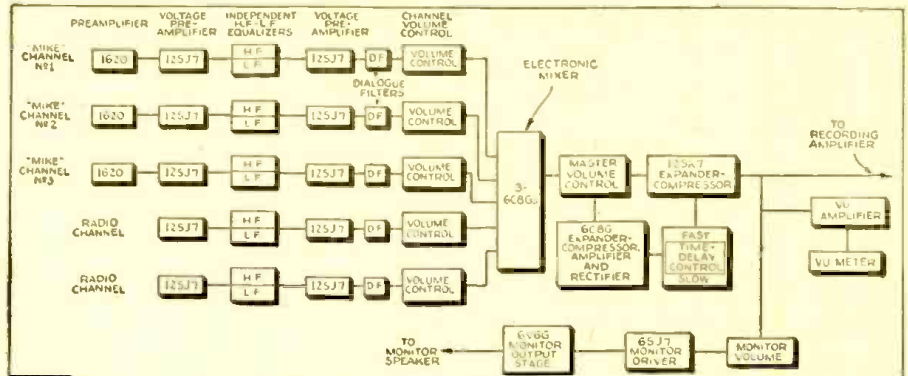 PREAMPLIFIER
VOLTAGE
PRE-
AMPLIFIER
INDEPENDENT
H.F.-L.F.
EQUALIZERS
VOLTAGE
PRE-
AMPLIFIER
CHANNEL
VOLUME
CONTROL
"MIKE"
CHANNEL
Nº1
1620
12SJ7
H F
L F
12SJ7
DF
VOLUME
CONTROL
DIALOGUE
FILTERS
"MIKE"
CHANNEL
Nº2
1620
12SJ7
H F
L F
12SJ7
DF
VOLUME
CONTROL
"MIKE"
CHANNEL
Nº3
1620
12SJ7
H F
L F
12SJ7
DF
VOLUME
CONTROL
RADIO
CHANNEL
12SJ7
H F
L F
12SJ7
DF
VOLUME
CONTROL
RADIO
CHANNEL
12SJ7
H F
L F
12SJ7
DF
VOLUME
CONTROL
ELECTRONIC
MIXER
3-
6C8Gs
MASTER
VOLUME
CONTROL
12SK7
EXPANDER-
COMPRESSOR
TO
RECORDING
AMPLIFIER
6C8G
EXPANDER-
COMPRESSOR,
AMPLIFIER
AND
RECTIFIER
FAST
TIME-
DELAY
CONTROL
SLOW
VU
AMPLIFIER
VU METER
TO
MONITOR
SPEAKER
6V6G
MONITOR
OUTPUT
STAGE
6SJ7
MONITOR
DRIVER
MONITOR
VOLUME